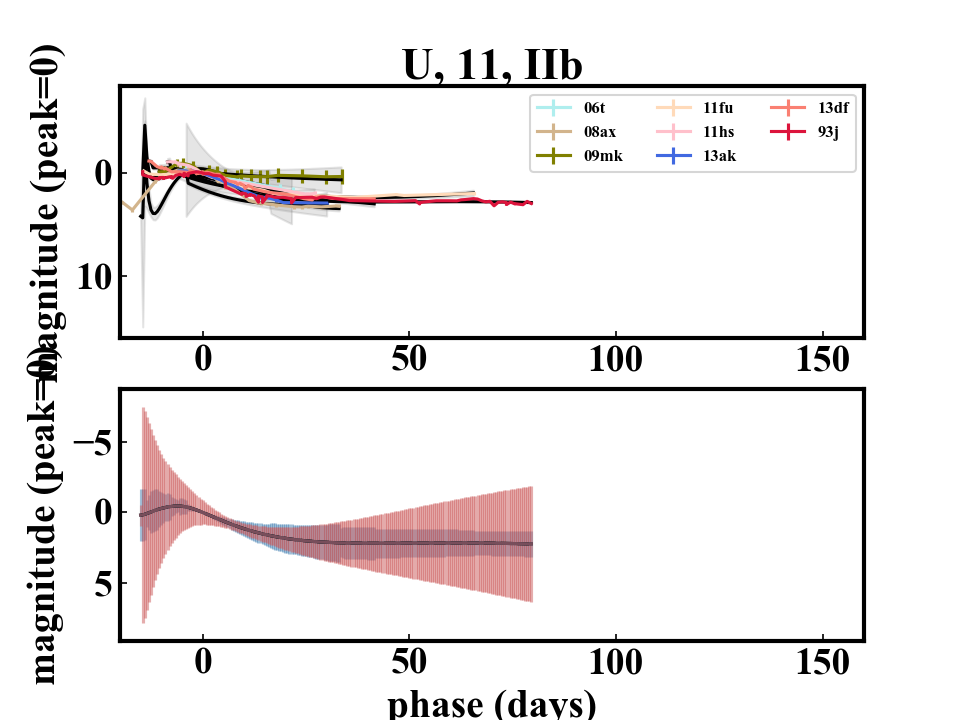 U, 11, IIb
magnitude (peak=0)
0
10
06t
08ax
09mk
11fu
11hs
13ak
13df
93j
0
50
100
150
magnitude (peak=0)
−5
0
5
0
50
100
150
phase (days)